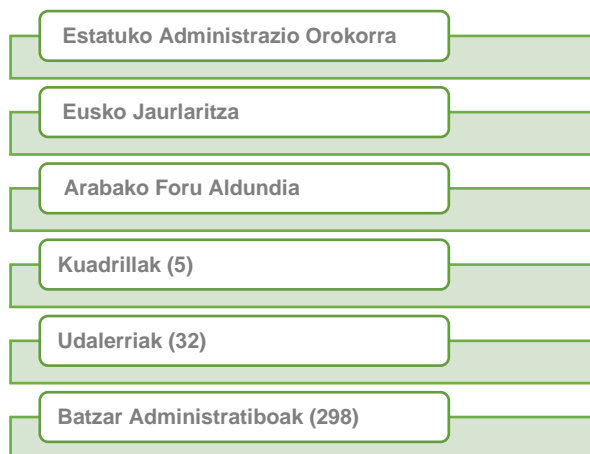 Estatuko Administrazio Orokorra
Eusko Jaurlaritza
Arabako Foru Aldundia
Kuadrillak (5)
Udalerriak (32)
Batzar Administratiboak (298)